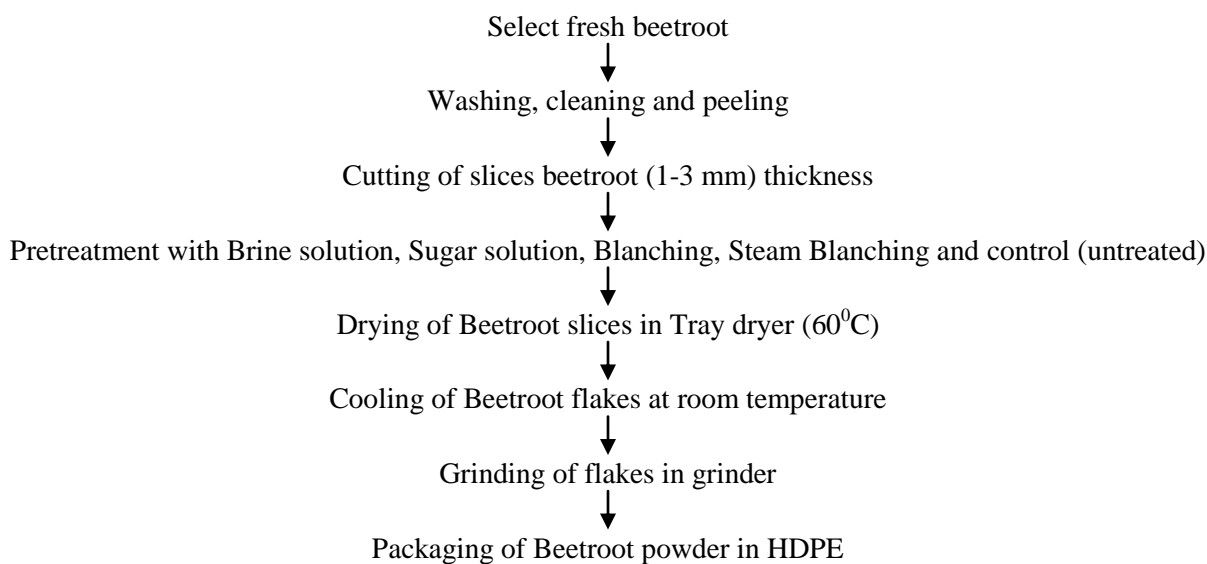 Select fresh beetroot
Washing, cleaning and peeling
Cutting of slices beetroot (1-3 mm) thickness
Pretreatment with Brine solution, Sugar solution, Blanching, Steam Blanching and control (untreated)
Drying of Beetroot slices in Tray dryer (60⁰C)
Cooling of Beetroot flakes at room temperature
Grinding of flakes in grinder
Packaging of Beetroot powder in HDPE